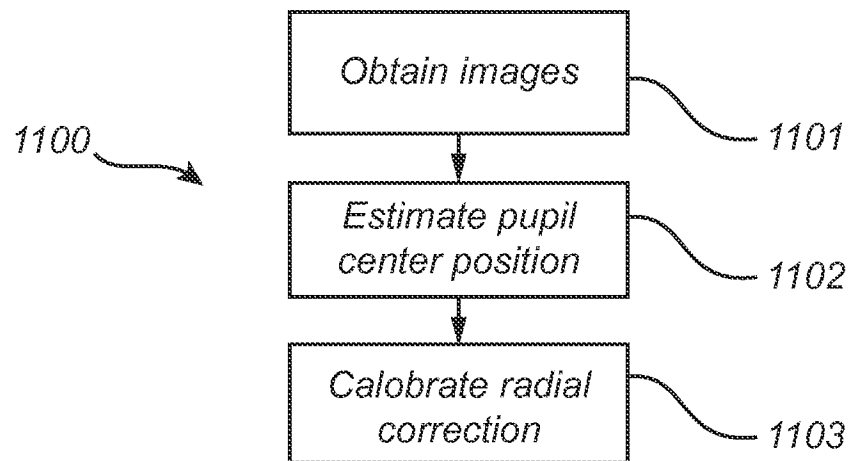 Obtain images
1100
1101
Estimate pupil
center position
1102
Calobrate radial
correction
1103